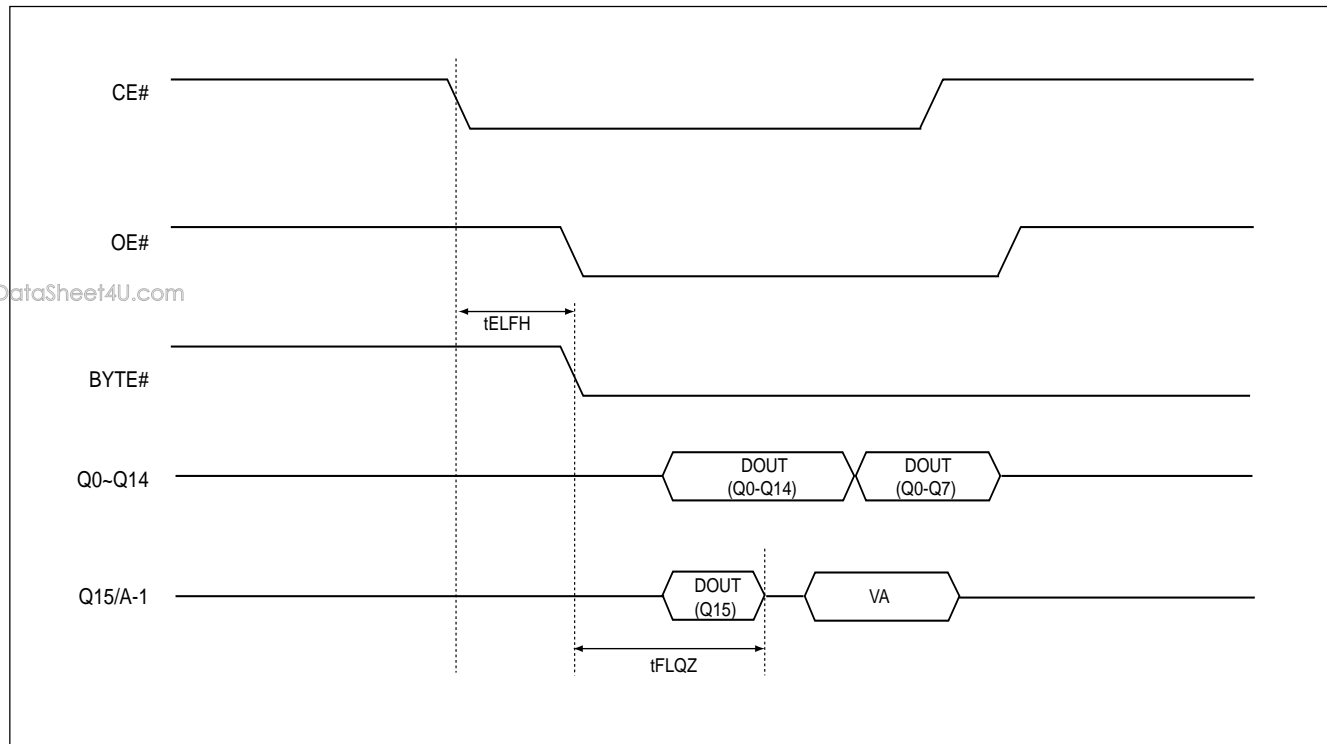 CE#
OE#
DataSheet4U.com
tELFH
BYTE#
Q0~Q14
DOUT
(Q0-Q14)
DOUT
(Q0-Q7)
Q15/A-1
DOUT
(Q15)
VA
tFLQZ